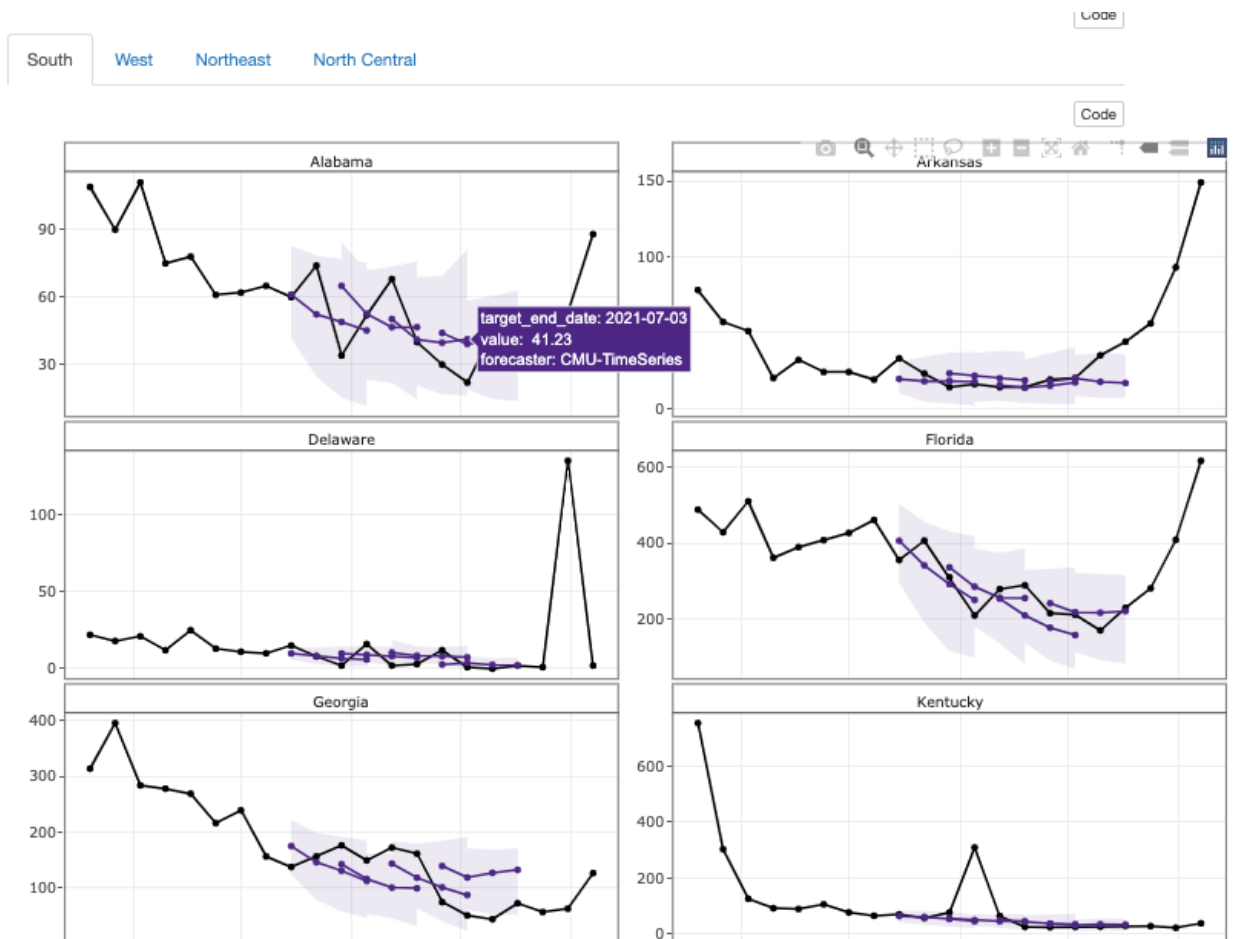 Code
South West Northeast North Central
Code
Alabama
90
60
30
target_end_date: 2021-07-03
value: 41.23
forecaster: CMU-TimeSeries
Arkansas
150
100
0
Delaware
100
50
0
Florida
600
400
200
Georgia
400
300
200
100
Kentucky
600
400
200
0